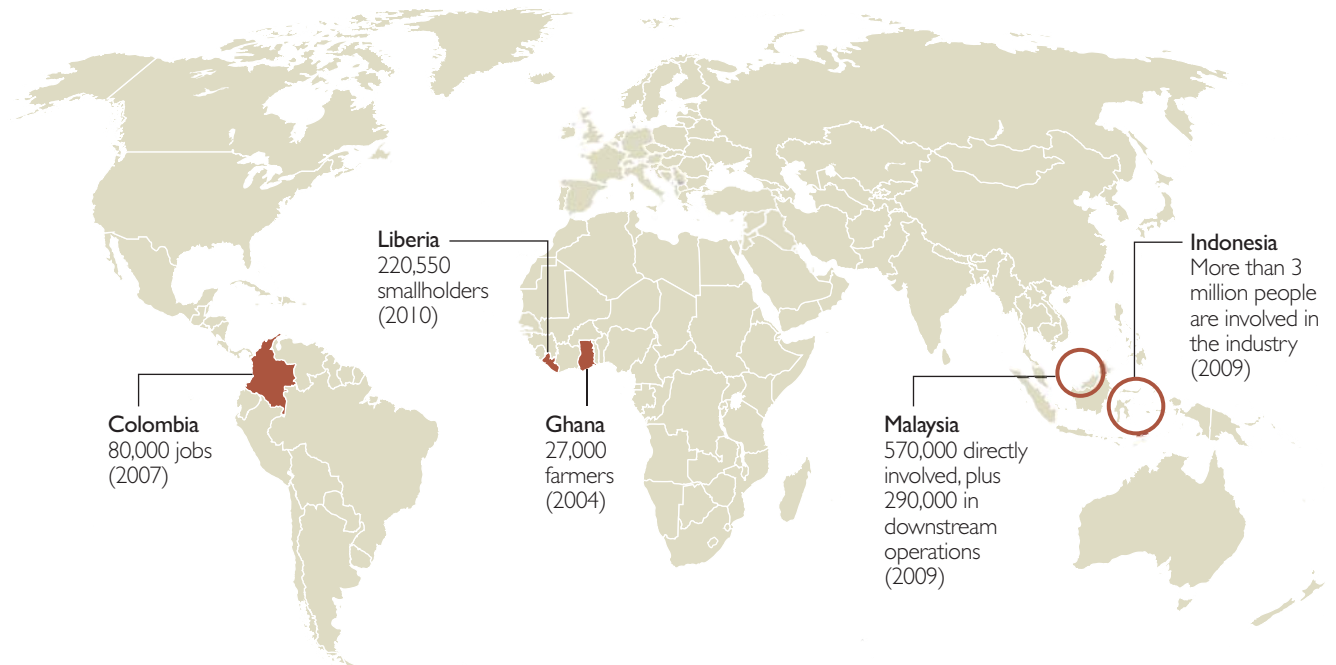 Liberia
220,550
smallholders
(2010)
Indonesia
More than 3
million people
are involved in
the industry
(2009)
Colombia
80,000 jobs
(2007)
Ghana
27,000
farmers
(2004)
Malaysia
570,000 directly
involved, plus
290,000 in
downstream
operations
(2009)